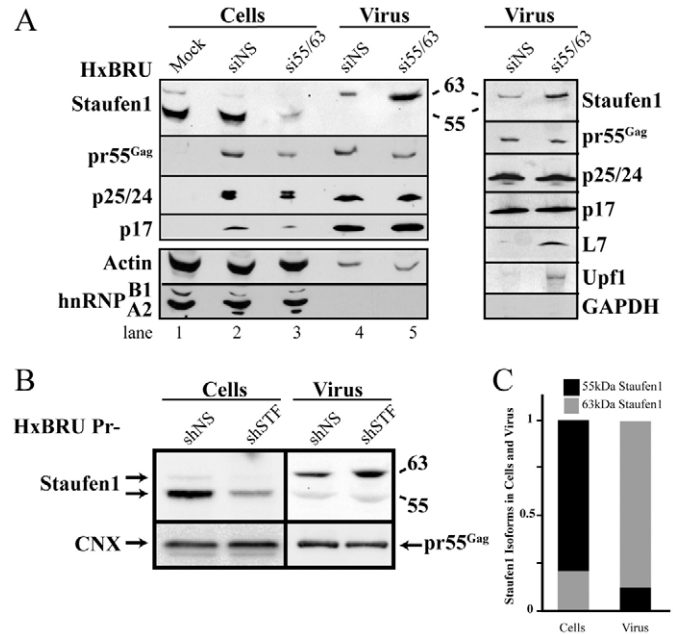 A
Cells Virus
HxBRU Mock siNS si55/63 siNS si55/63 siNS si55/63
Virus
Staufen1 63 Staufen1
55
pr55Gag pr55Gag
p25/24 p25/24
p17 p17
L7
Actin Upf1
hnRNP B1 A2 GAPDH
lane 1 2 3 4 5
B
Cells Virus
HxBRU Pr- shNS shSTF shNS shSTF
Staufen1 63
55
CNX pr55Gag
C
55kDa Staufen1
63kDa Staufen1
Staufen1 Isoforms in Cells and Virus
1
0.5
0
Cells Virus